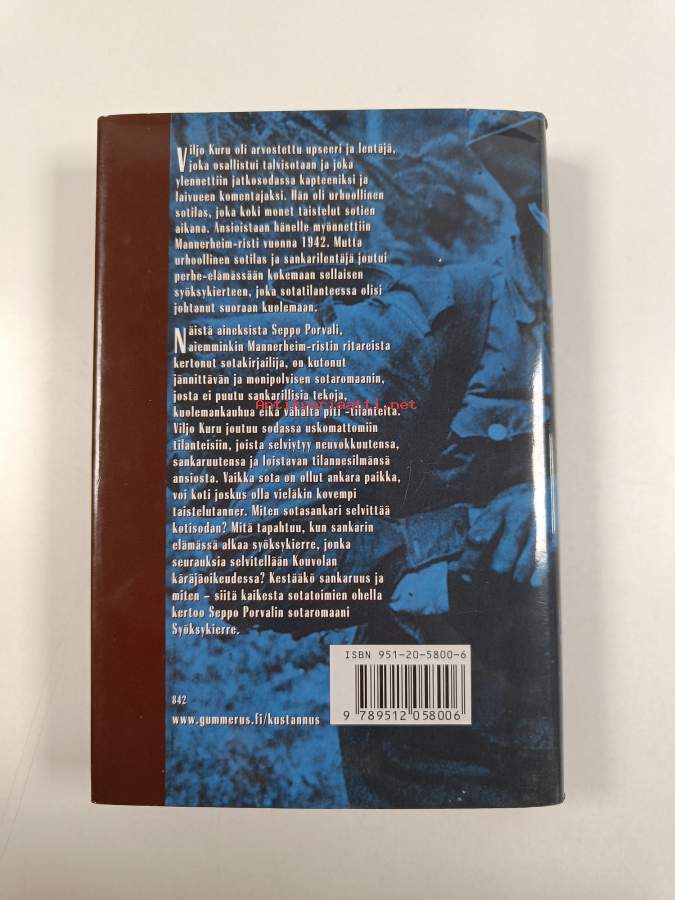 Viljo Kuru oli arvostettu upseeri ja lentäjä,
joka osallistui talvisotaan ja joka
ylennettiin jatkosodassa kapteeniksi ja
laivueen komentajaksi. Hän oli urhoollinen
sotilas, joka koki monet taistelut sotien
aikana. Ansioistaan hänelle myönnettiin
Mannerheim-risti vuonna 1942. Mutta
urhoollinen sotilas ja sankarilentäjä joutui
perhe-elämässään kokemaan sellaisen
syöksykierteen, joka sotatilanteessa olisi
johtanut suoraan kuolemaan.
Näistä aineksista Seppo Porvali,
aiemminkin Mannerheim-ristin ritareista
kertonut sotakirjailija, on kutonut
jännittävän ja monipolvisen sotaromaanin,
josta ei puutu sankarillisia tekoja,
Antikvariaatti.net
kuolemankauhua eikä vähältä piti -tilanteita.
Viljo Kuru joutuu sodassa uskomattomiin
tilanteisiin, joista selviytyy neuvokkuutensa,
sankaruutensa ja loistavan tilannesilmänsä
ansiosta. Vaikka sota on ollut ankara paikka,
voi koti joskus olla vieläkin kovempi
taistelutanner. Miten sotasankari selvittää
kotisodan? Mitä tapahtuu, kun sankarin
elämässä alkaa syöksykierre, jonka
seurauksia selvitellään Kouvolan
käräjäoikeudessa? Kestääkö sankaruus ja
miten – siitä kaikesta sotatoimien ohella
kertoo Seppo Porvalin sotaromaani
Syöksykierre.
ISBN 951-20-5800-6
9 789512 058006
842
www.gummerus.fi/kustannus